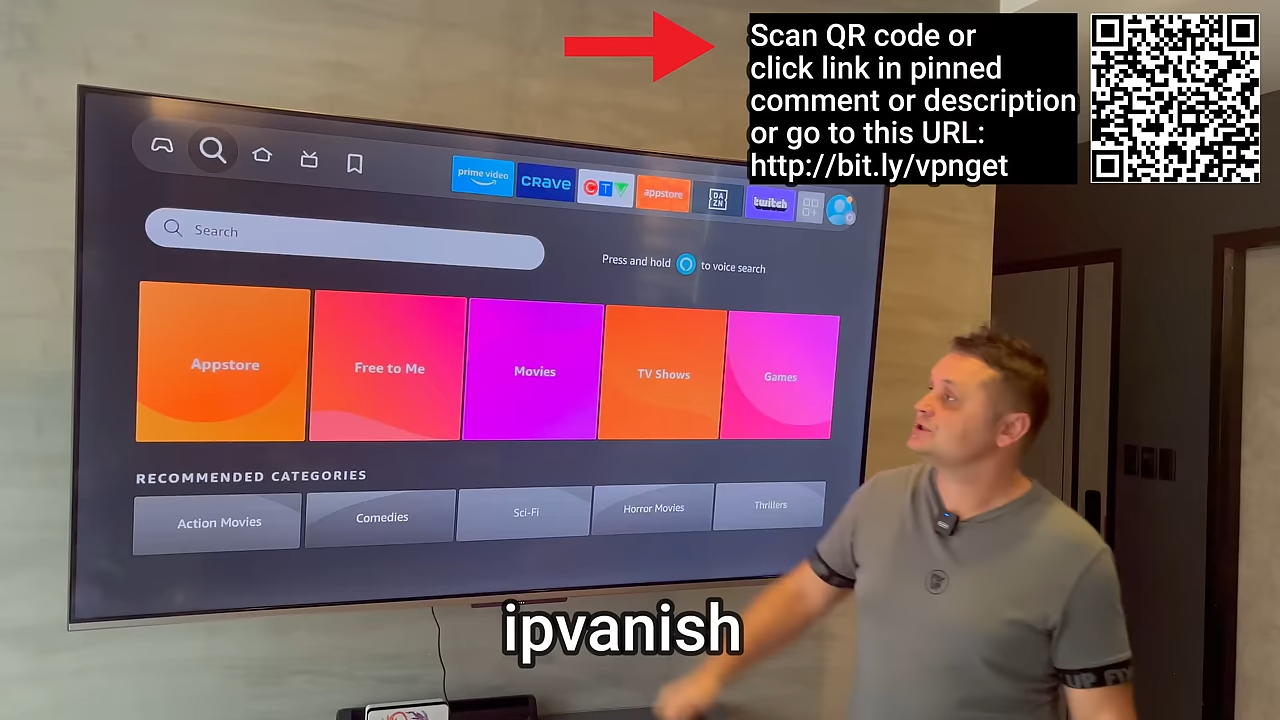 Scan QR code or
click link in pinned
comment or description
or go to this URL:
http://bit.ly/vpnget
prime video
CRAVE
CTV
appstore
DAZN
twitch
Search
Press and hold to voice search
Appstore
Free to Me
Movies
TV Shows
Games
RECOMMENDED CATEGORIES
Action Movies
Comedies
Sci-Fi
Horror Movies
Thrillers
ipvanish